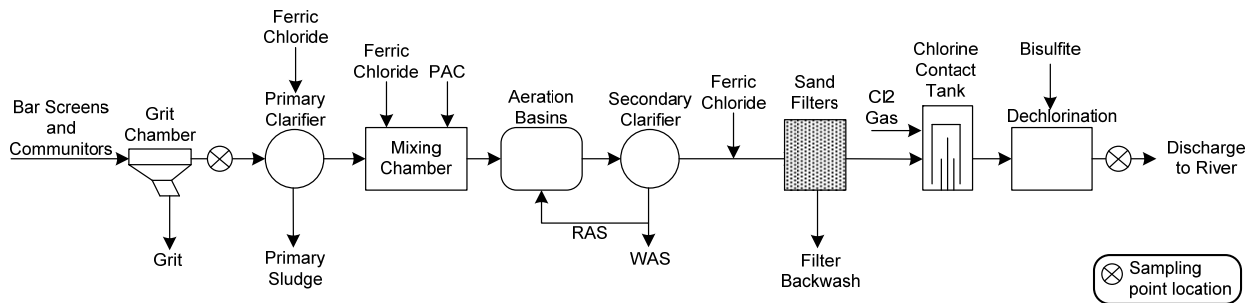 Bar Screens
and
Communitors
Grit
Chamber
Grit
Ferric
Chloride
Primary
Clarifier
Primary
Sludge
Ferric
Chloride
PAC
Mixing
Chamber
Aeration
Basins
RAS
Secondary
Clarifier
WAS
Ferric
Chloride
Sand
Filters
Filter
Backwash
Cl2
Gas
Chlorine
Contact
Tank
Bisulfite
Dechlorination
Discharge
to River
Sampling
point location